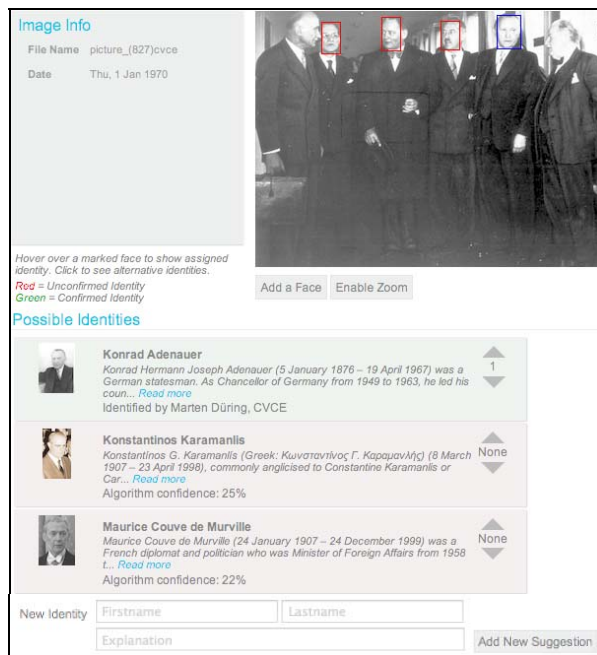 Image Info
File Name picture_(827)cvce
Date Thu, 1 Jan 1970
Hover over a marked face to show assigned
identity. Click to see alternative identities.
Red = Unconfirmed Identity
Green = Confirmed Identity
Add a Face Enable Zoom
Possible Identities
Konrad Adenauer
Konrad Hermann Joseph Adenauer (5 January 1876 – 19 April 1967) was a
German statesman. As Chancellor of Germany from 1949 to 1963, he led his
coun... Read more
Identified by Marten Düring, CVCE
1
Konstantinos Karamanlis
Konstantínos G. Karamanlís (Greek: Κωνσταντίνος Γ. Καραμανλής) (8 March
1907 – 23 April 1998), commonly anglicised to Constantine Karamanlis or
Car... Read more
Algorithm confidence: 25%
None
Maurice Couve de Murville
Maurice Couve de Murville (24 January 1907 – 24 December 1999) was a
French diplomat and politician who was Minister of Foreign Affairs from 1958
t... Read more
Algorithm confidence: 22%
None
New Identity Firstname Lastname
Explanation Add New Suggestion